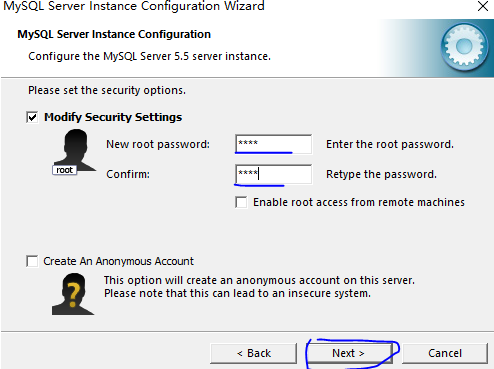 MySQL Server Instance Configuration Wizard
MySQL Server Instance Configuration
Configure the MySQL Server 5.5 server instance.
Please set the security options.
Modify Security Settings
New root password: **** Enter the root password.
root
Confirm: **** Retype the password.
Enable root access from remote machines
Create An Anonymous Account
This option will create an anonymous account on this server.
Please note that this can lead to an insecure system.
< Back Next > Cancel